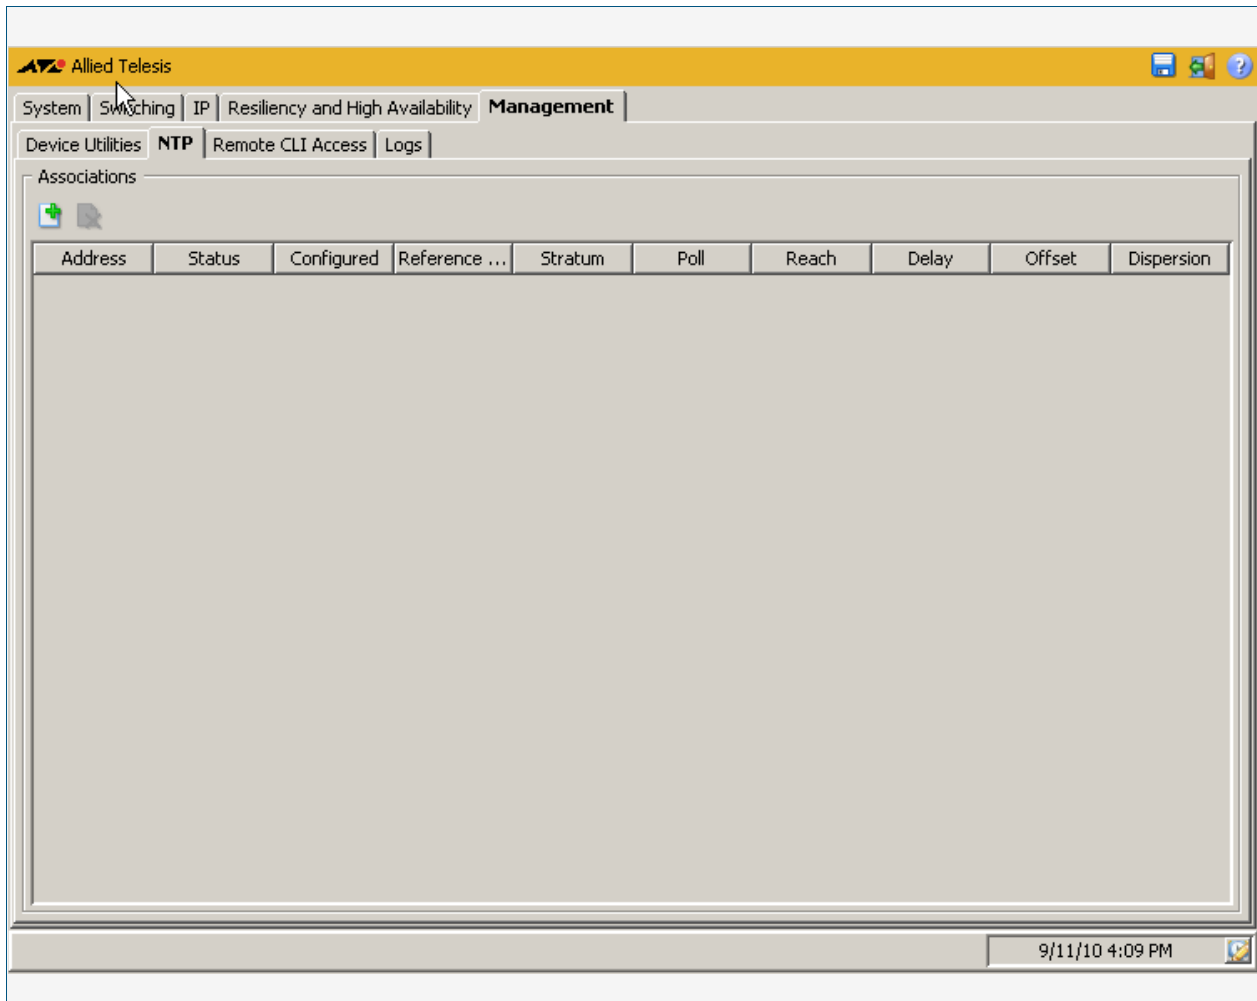 Allied Telesis
System Switching IP Resiliency and High Availability Management
Device Utilities NTP Remote CLI Access Logs
Associations
Address Status Configured Reference ... Stratum Poll Reach Delay Offset Dispersion
9/11/10 4:09 PM